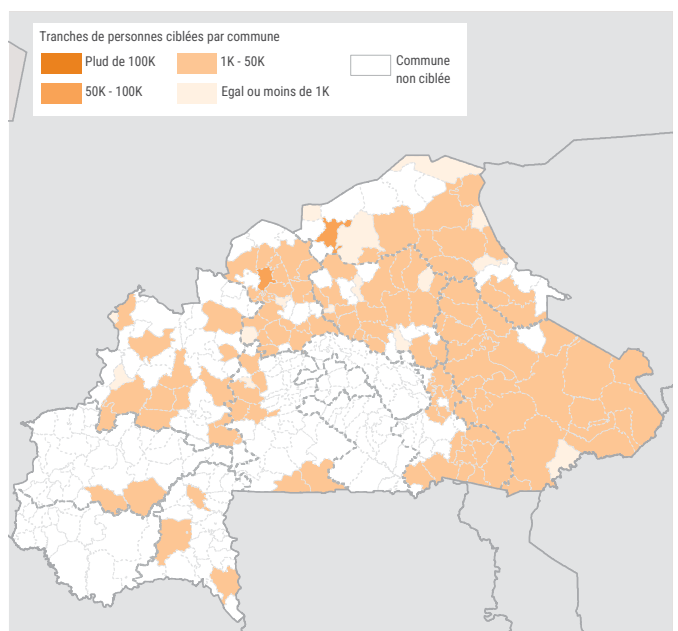 Tranches de personnes ciblées par commune
Plud de 100K
1K - 50K
Commune
non ciblée
50K - 100K
Egal ou moins de 1K